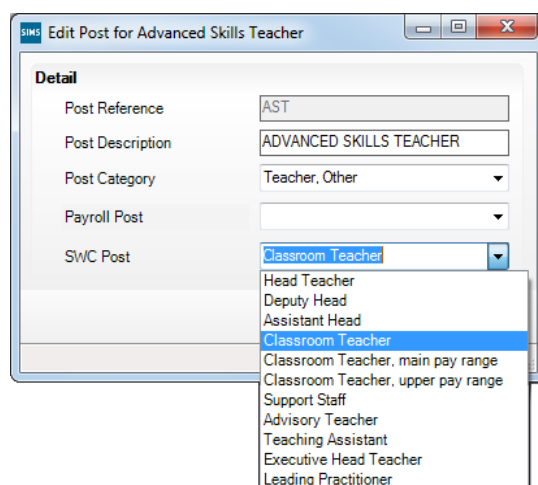 SIMS Edit Post for Advanced Skills Teacher
Detail
Post Reference AST
Post Description ADVANCED SKILLS TEACHER
Post Category Teacher, Other
Payroll Post
SWC Post Classroom Teacher
Head Teacher
Deputy Head
Assistant Head
Classroom Teacher
Classroom Teacher, main pay range
Classroom Teacher, upper pay range
Support Staff
Advisory Teacher
Teaching Assistant
Executive Head Teacher
Leading Practitioner